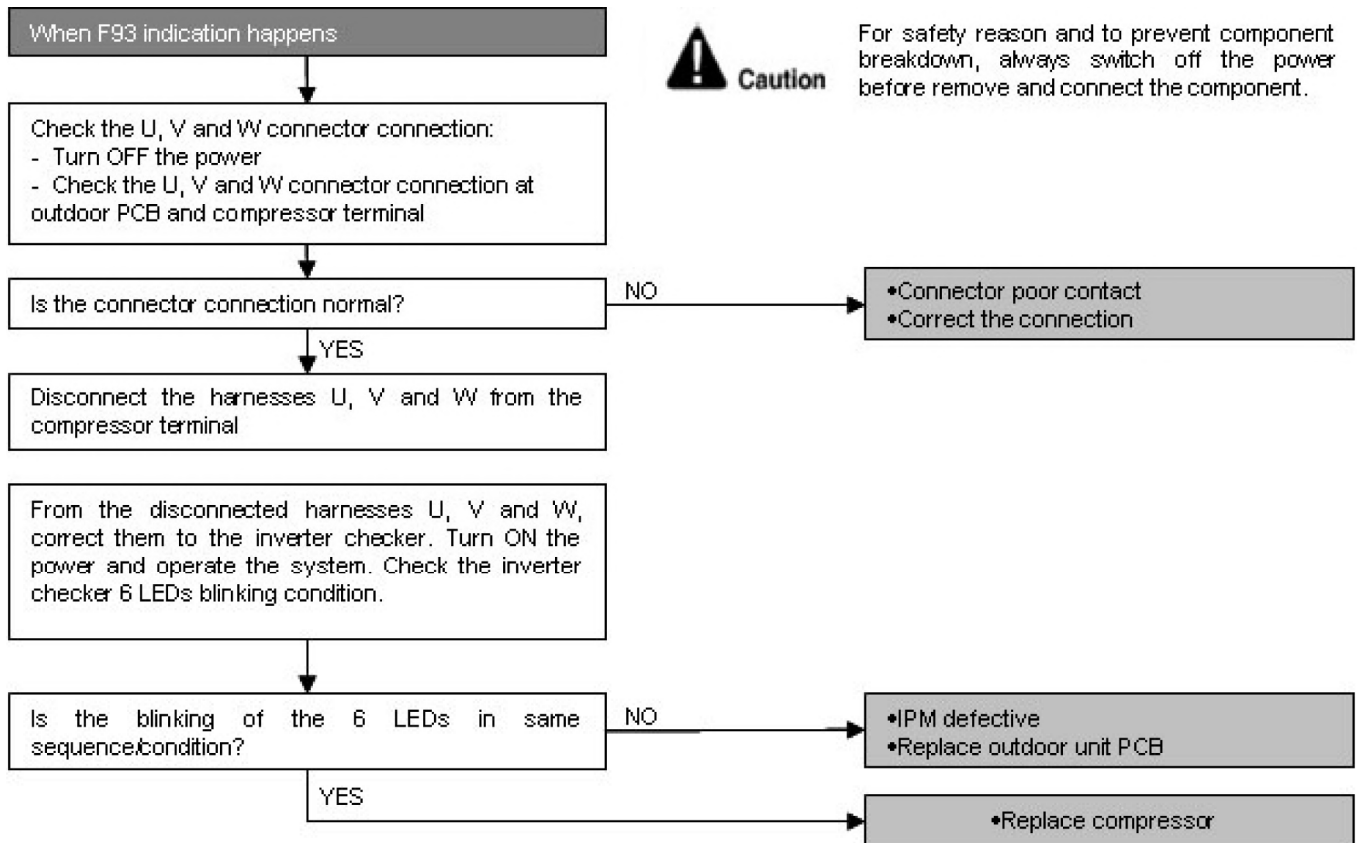 When F93 indication happens
Caution
For safety reason and to prevent component
breakdown, always switch off the power
before remove and connect the component.
Check the U, V and W connector connection:
- Turn OFF the power
- Check the U, V and W connector connection at
outdoor PCB and compressor terminal
Is the connector connection normal?
NO
•Connector poor contact
•Correct the connection
YES
Disconnect the harnesses U, V and W from the
compressor terminal
From the disconnected harnesses U, V and W,
correct them to the inverter checker. Turn ON the
power and operate the system. Check the inverter
checker 6 LEDs blinking condition.
Is the blinking of the 6 LEDs in same
sequence/condition?
NO
•IPM defective
•Replace outdoor unit PCB
YES
•Replace compressor